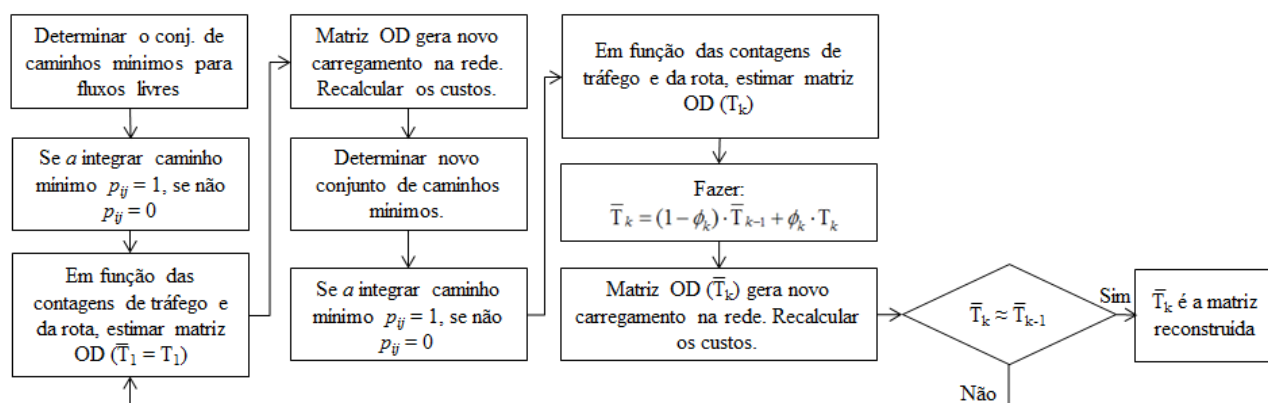 Determinar o conj. de
caminhos mínimos para
fluxos livres
Se a integrar caminho
mínimo pij = 1, se não
pij = 0
Em função das
contagens de tráfego e
da rota, estimar matriz
OD (T̅1 = T1)
Matriz OD gera novo
carregamento na rede.
Recalcular os custos.
Determinar novo
conjunto de caminhos
mínimos.
Se a integrar caminho
mínimo pij = 1, se não
pij = 0
Em função das contagens de
tráfego e da rota, estimar matriz
OD (Tk)
Fazer:
T̅k = (1−ϕk)·T̅k−1 + ϕk·Tk
Matriz OD (T̅k) gera novo
carregamento na rede. Recalcular
os custos.
T̅k ≈ T̅k-1
Sim
T̅k é a matriz
reconstruída
Não